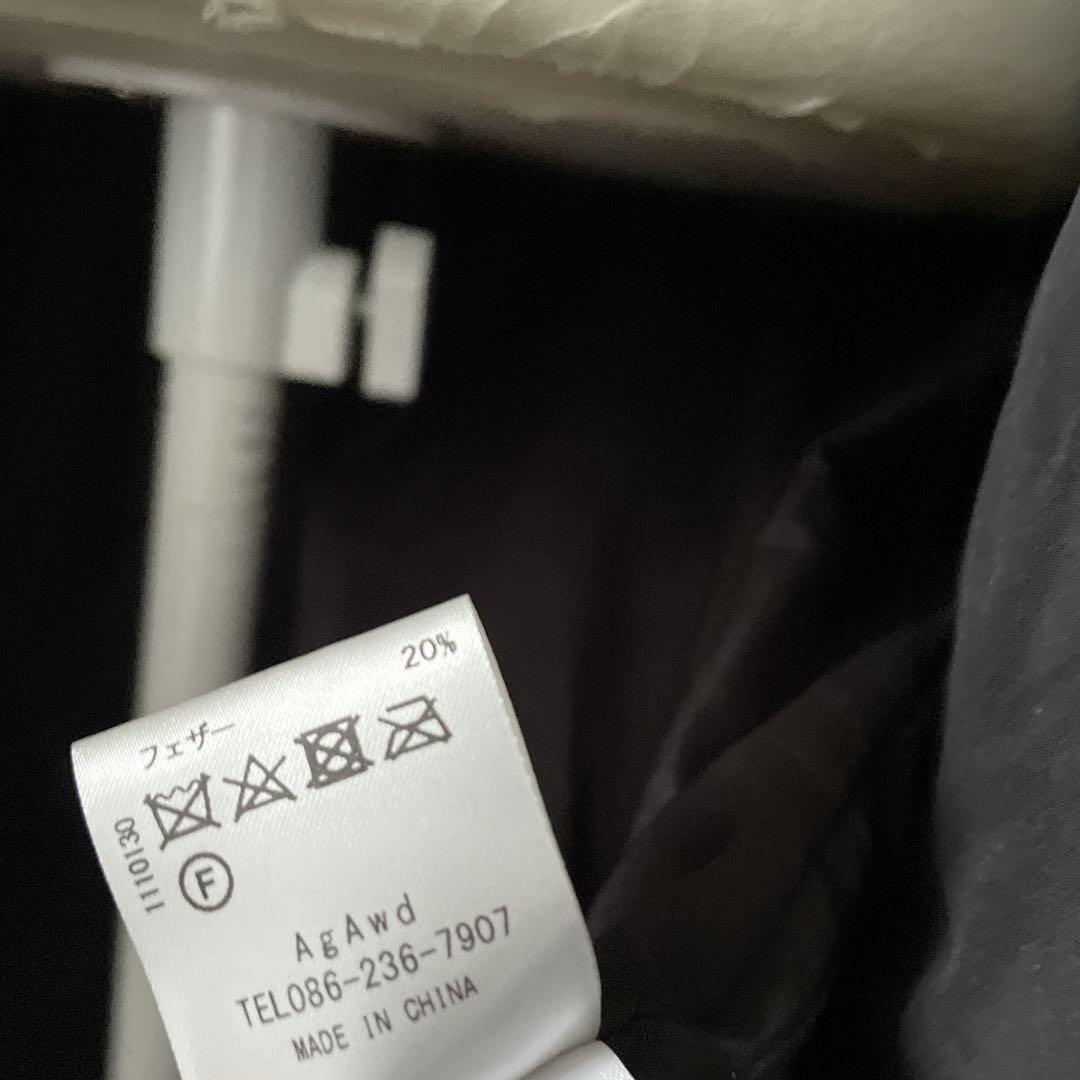 20%
フェザー
1110130
F
AgAwd
TEL086-236-7907
MADE IN CHINA